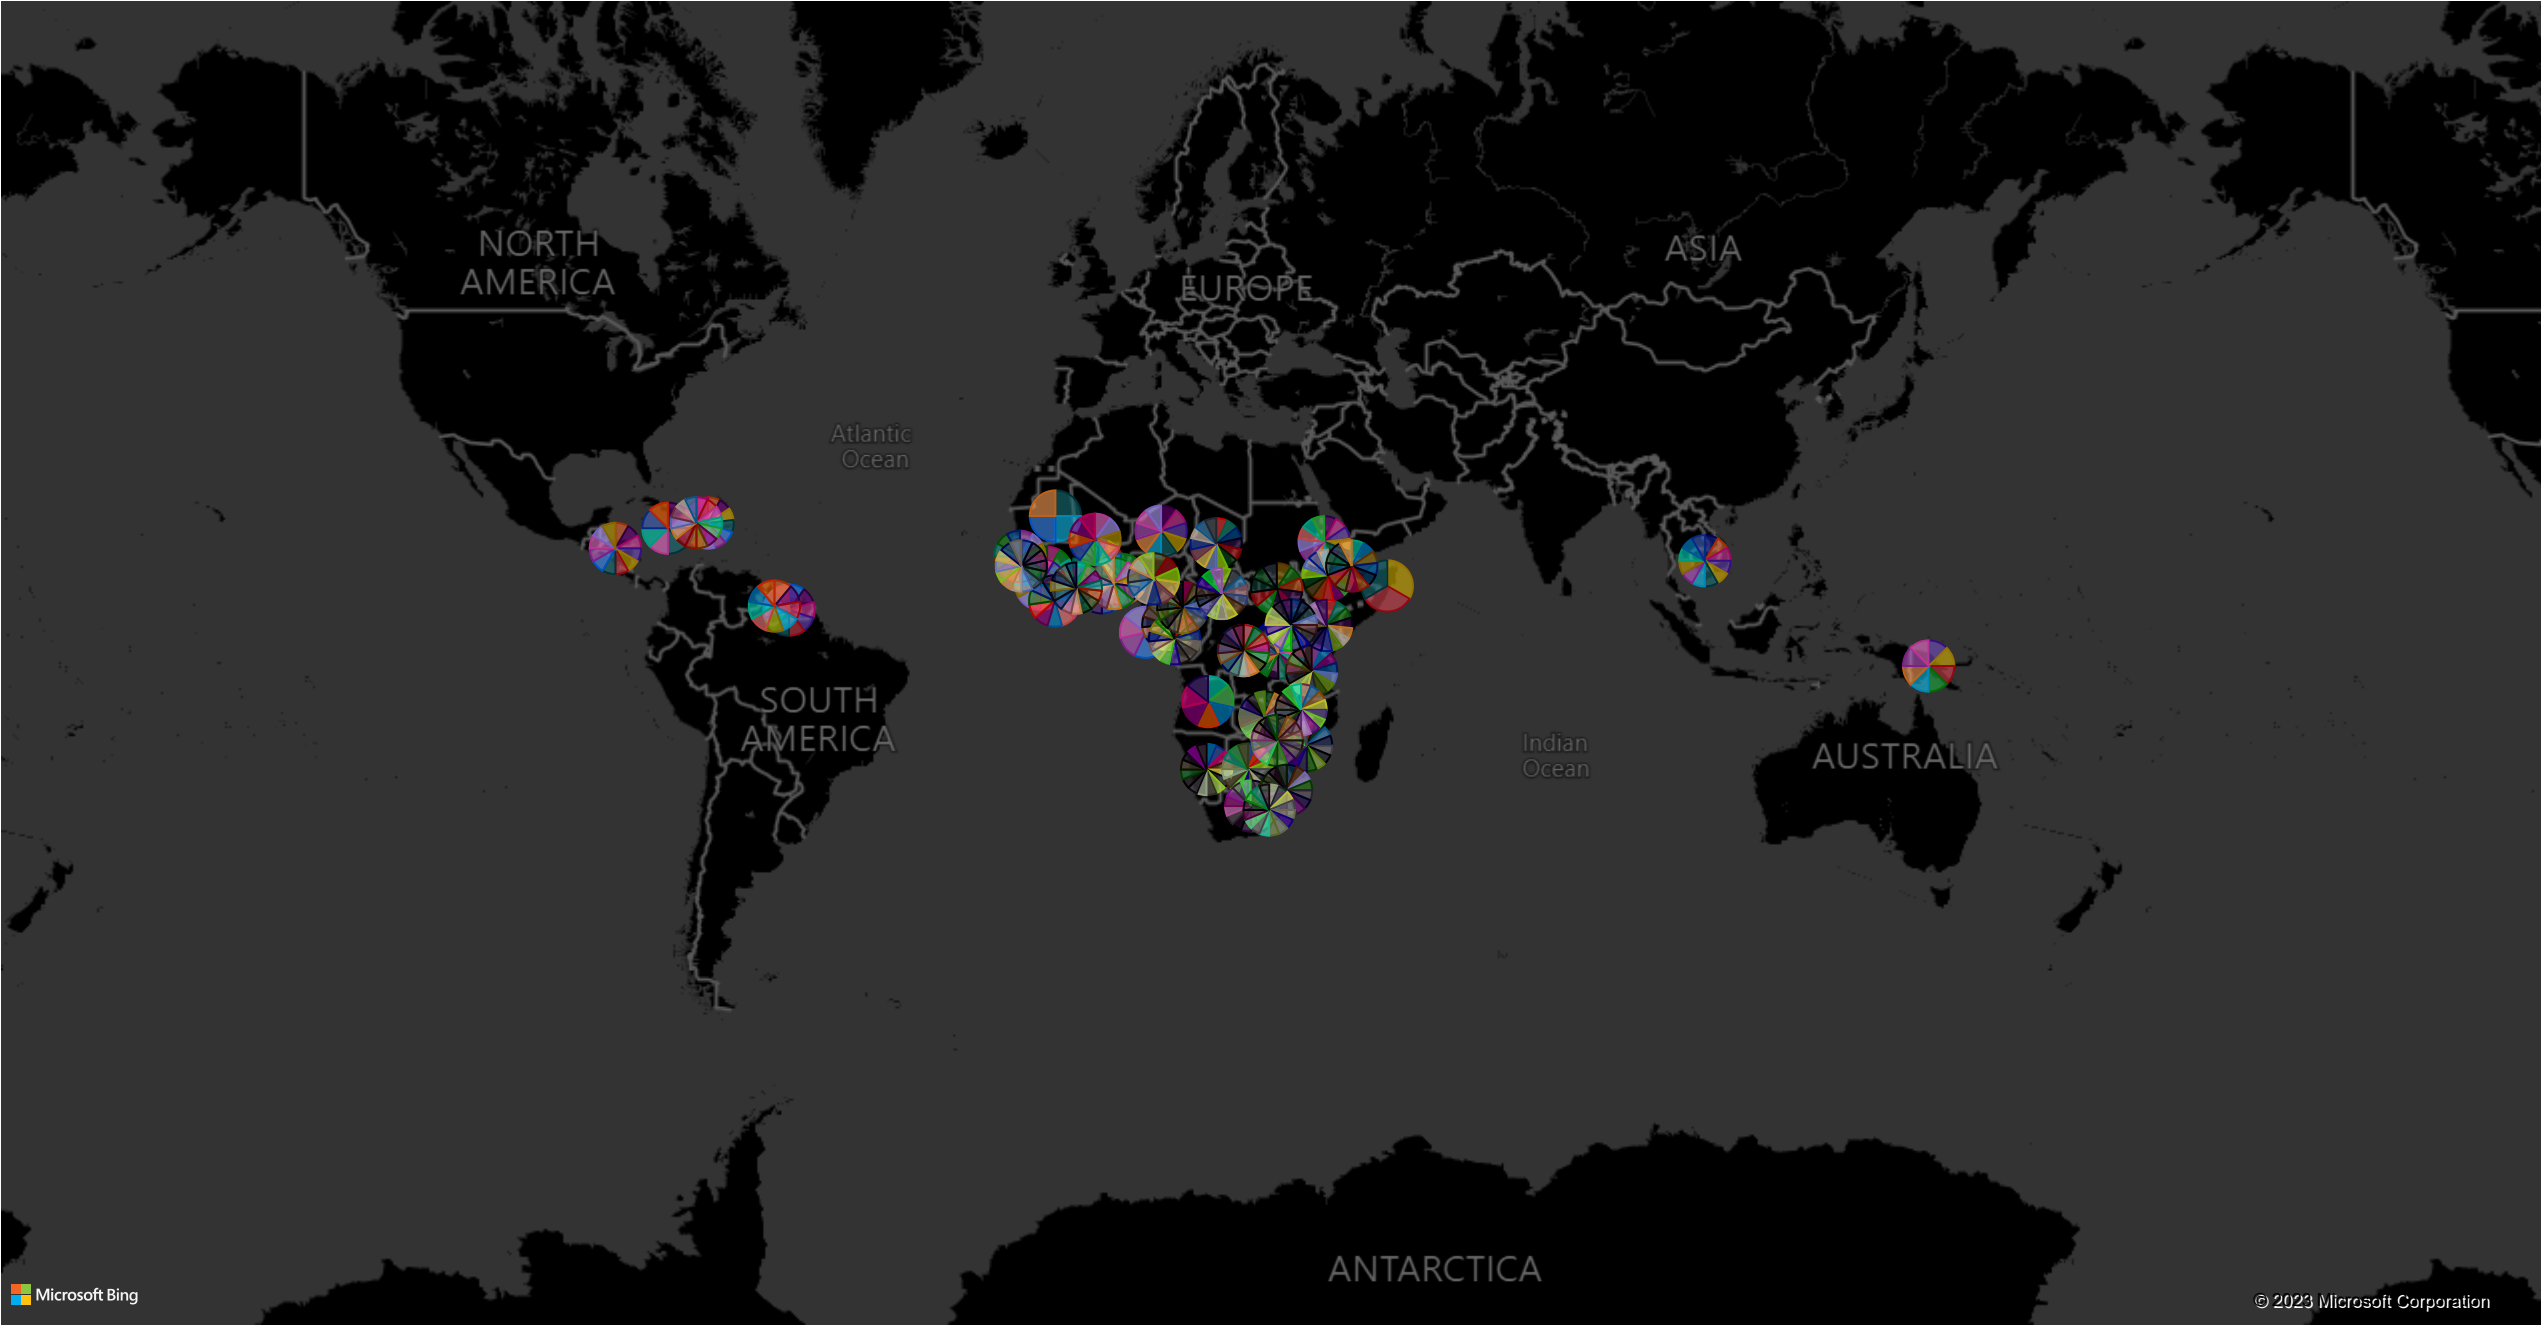 NORTH
AMERICA
EUROPE
ASIA
Atlantic
Ocean
SOUTH
AMERICA
Indian
Ocean
AUSTRALIA
ANTARCTICA
Microsoft Bing
© 2023 Microsoft Corporation